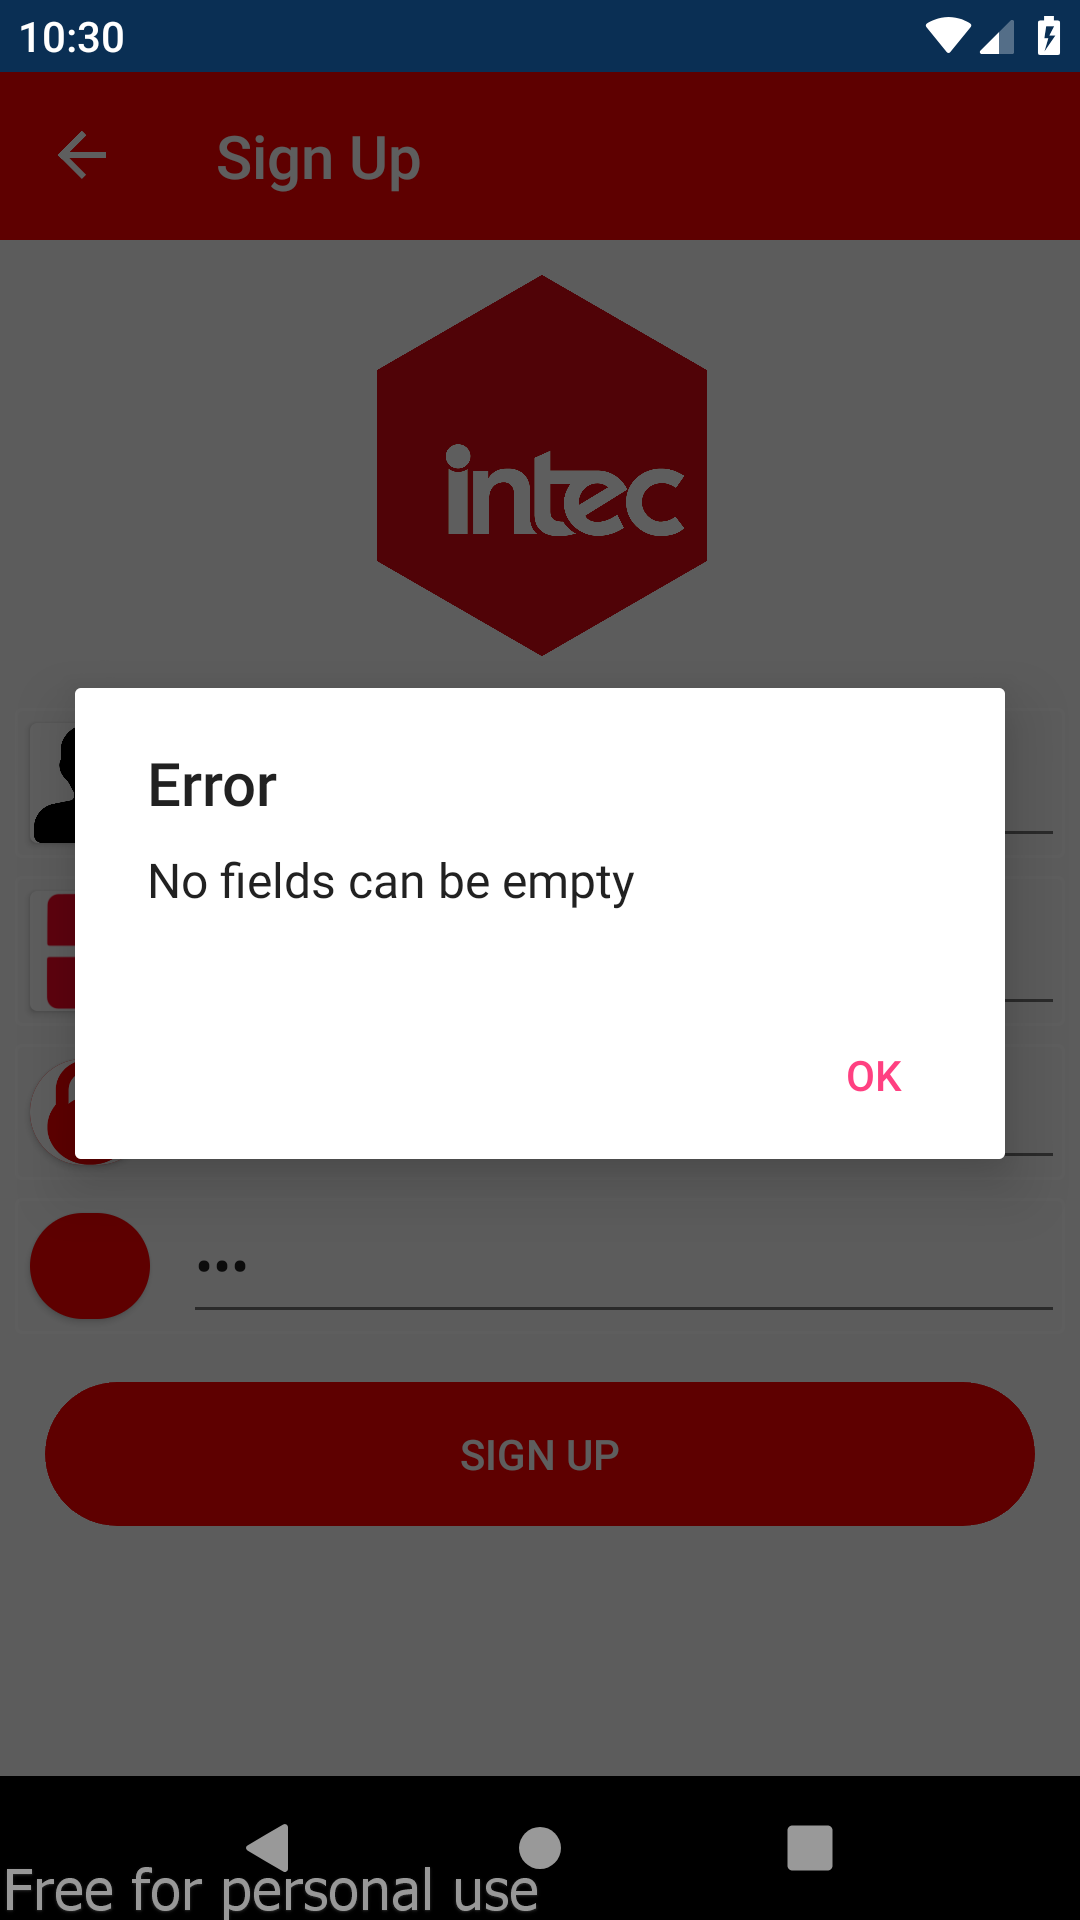 10:30
Sign Up
intec
Error
No fields can be empty
OK
•••
SIGN UP
Free for personal use